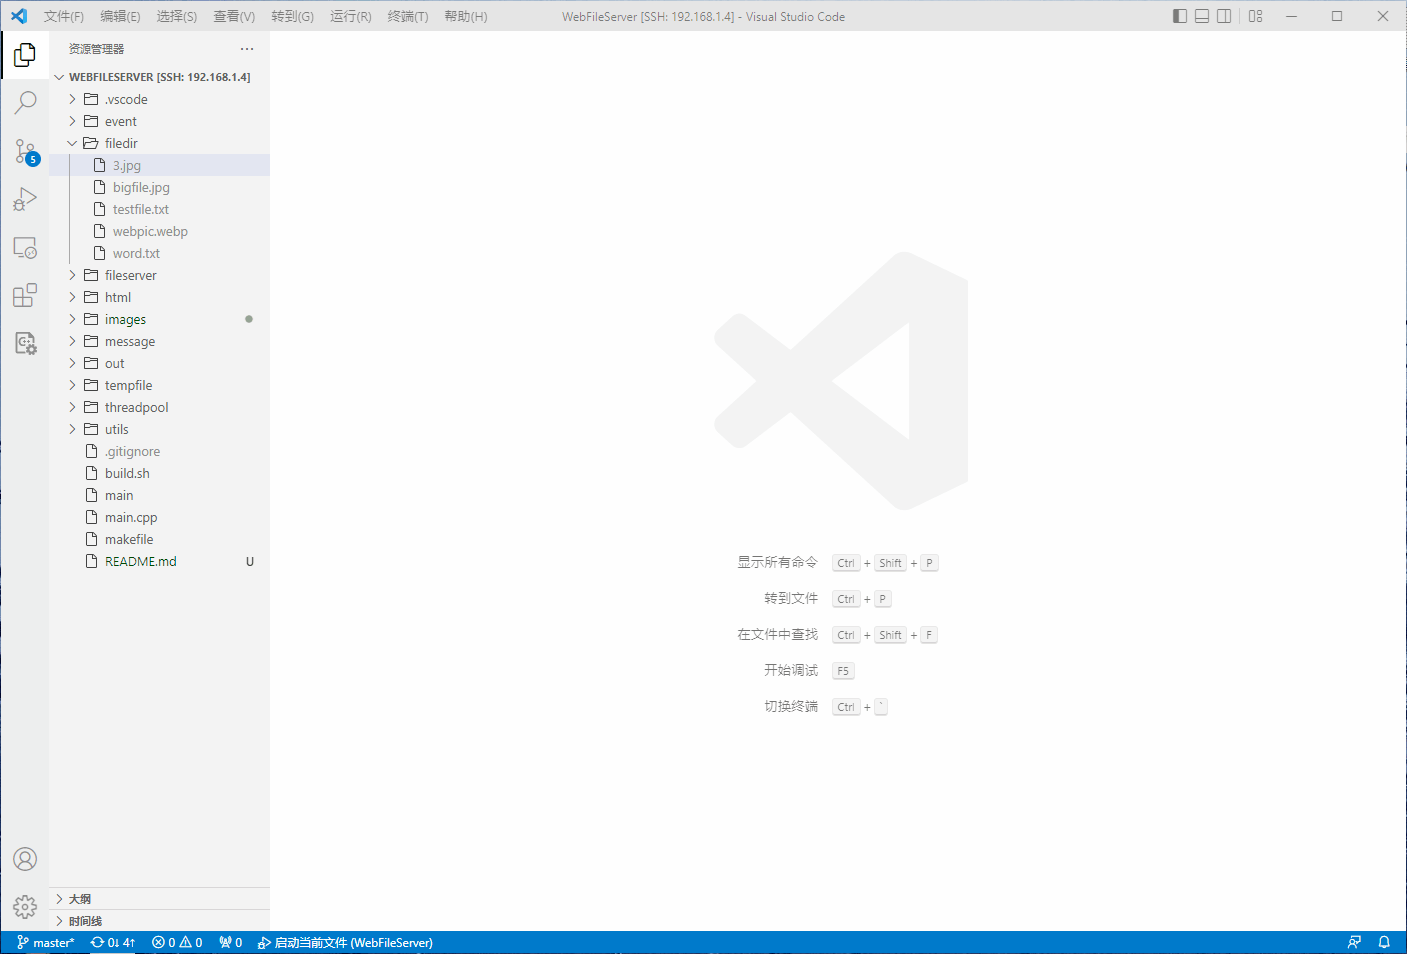 文件(F) 编辑(E) 选择(S) 查看(V) 转到(G) 运行(R) 终端(T) 帮助(H) WebFileServer [SSH: 192.168.1.4] - Visual Studio Code
资源管理器
WEBFILESERVER [SSH: 192.168.1.4]
.vscode
event
filedir
3.jpg
bigfile.jpg
testfile.txt
webpic.webp
word.txt
fileserver
html
images
message
out
tempfile
threadpool
utils
.gitignore
build.sh
main
main.cpp
makefile
README.md U
5
显示所有命令 Ctrl + Shift + P
转到文件 Ctrl + P
在文件中查找 Ctrl + Shift + F
开始调试 F5
切换终端 Ctrl + `
大纲
时间线
master* 0↓ 4↑ 0 0 0 启动当前文件 (WebFileServer)